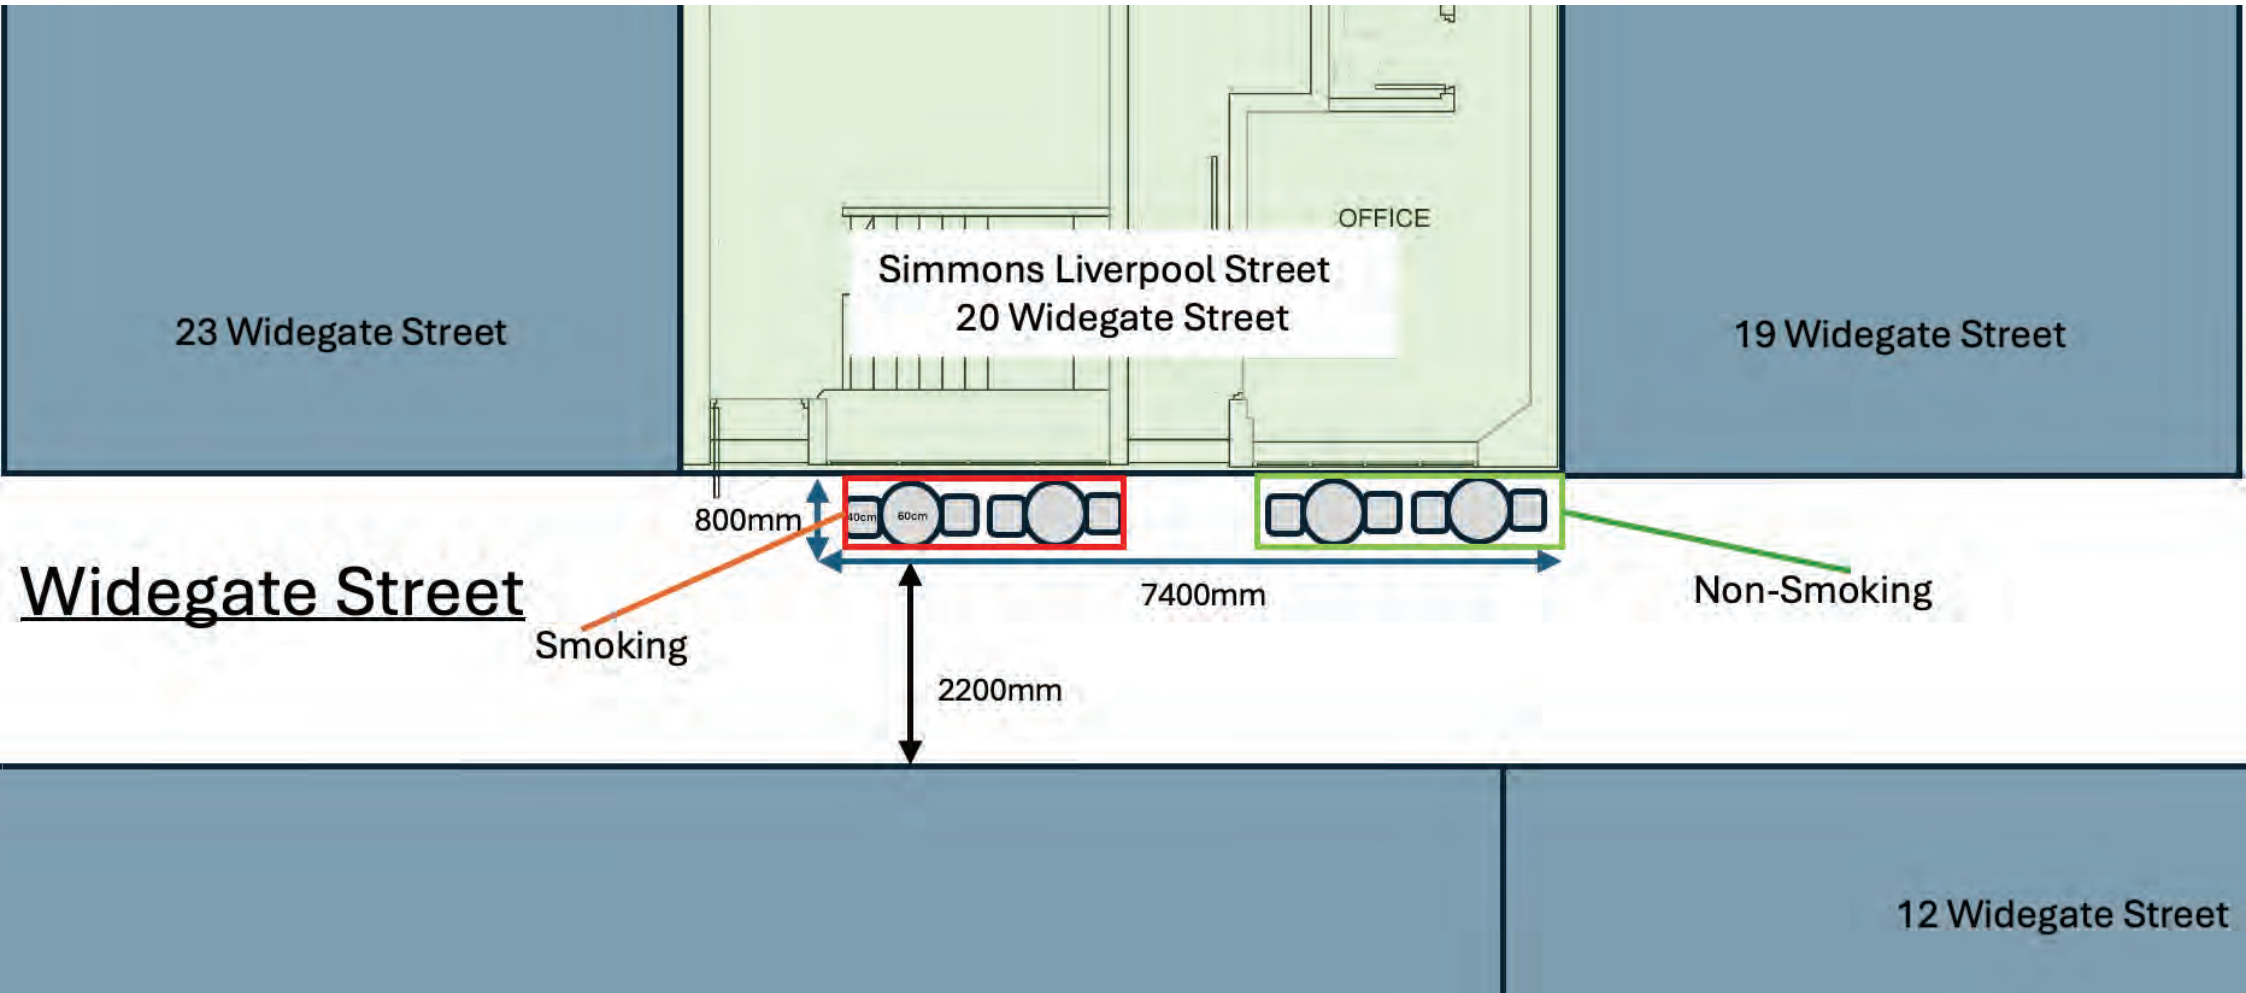 OFFICE
Simmons Liverpool Street
20 Widegate Street
23 Widegate Street
19 Widegate Street
800mm
40cm
60cm
7400mm
Widegate Street
Smoking
Non-Smoking
2200mm
12 Widegate Street